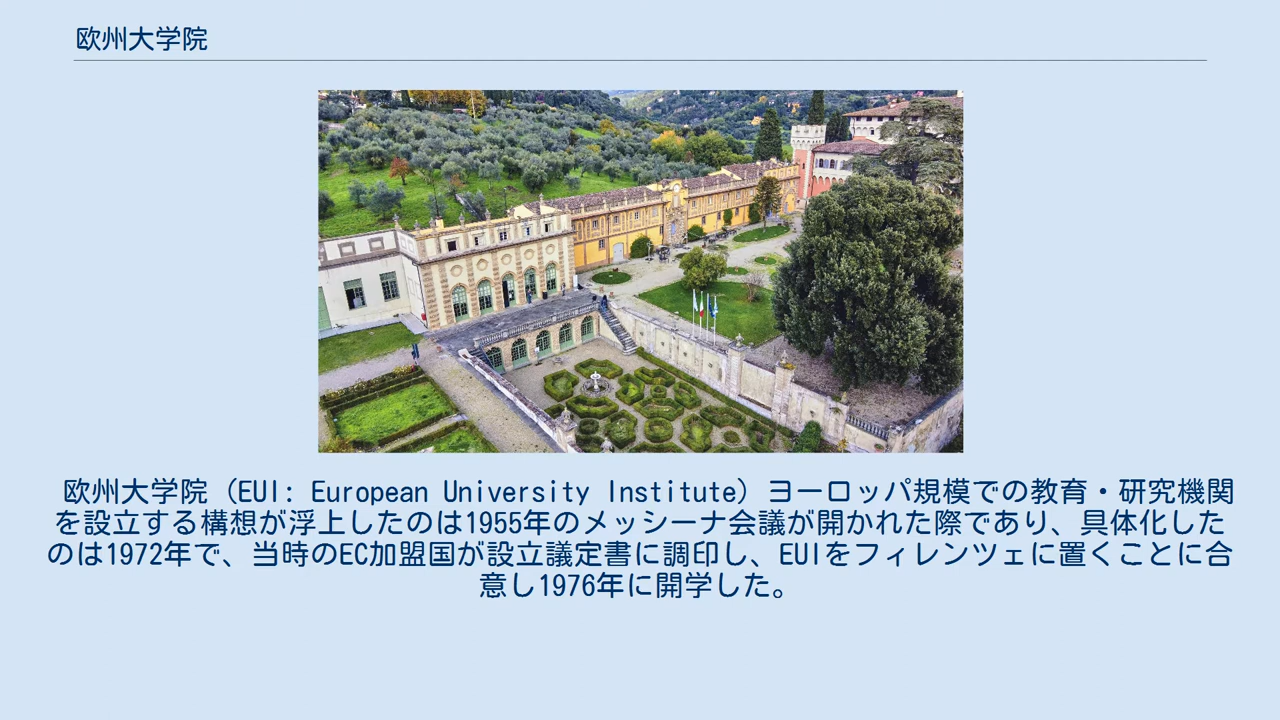 欧州大学院
欧州大学院（EUI: European University Institute）ヨーロッパ規模での教育・研究機関
を設立する構想が浮上したのは1955年のメッシーナ会議が開かれた際であり、具体化した
のは1972年で、当時のEC加盟国が設立議定書に調印し、EUIをフィレンツェに置くことに合
意し1976年に開学した。